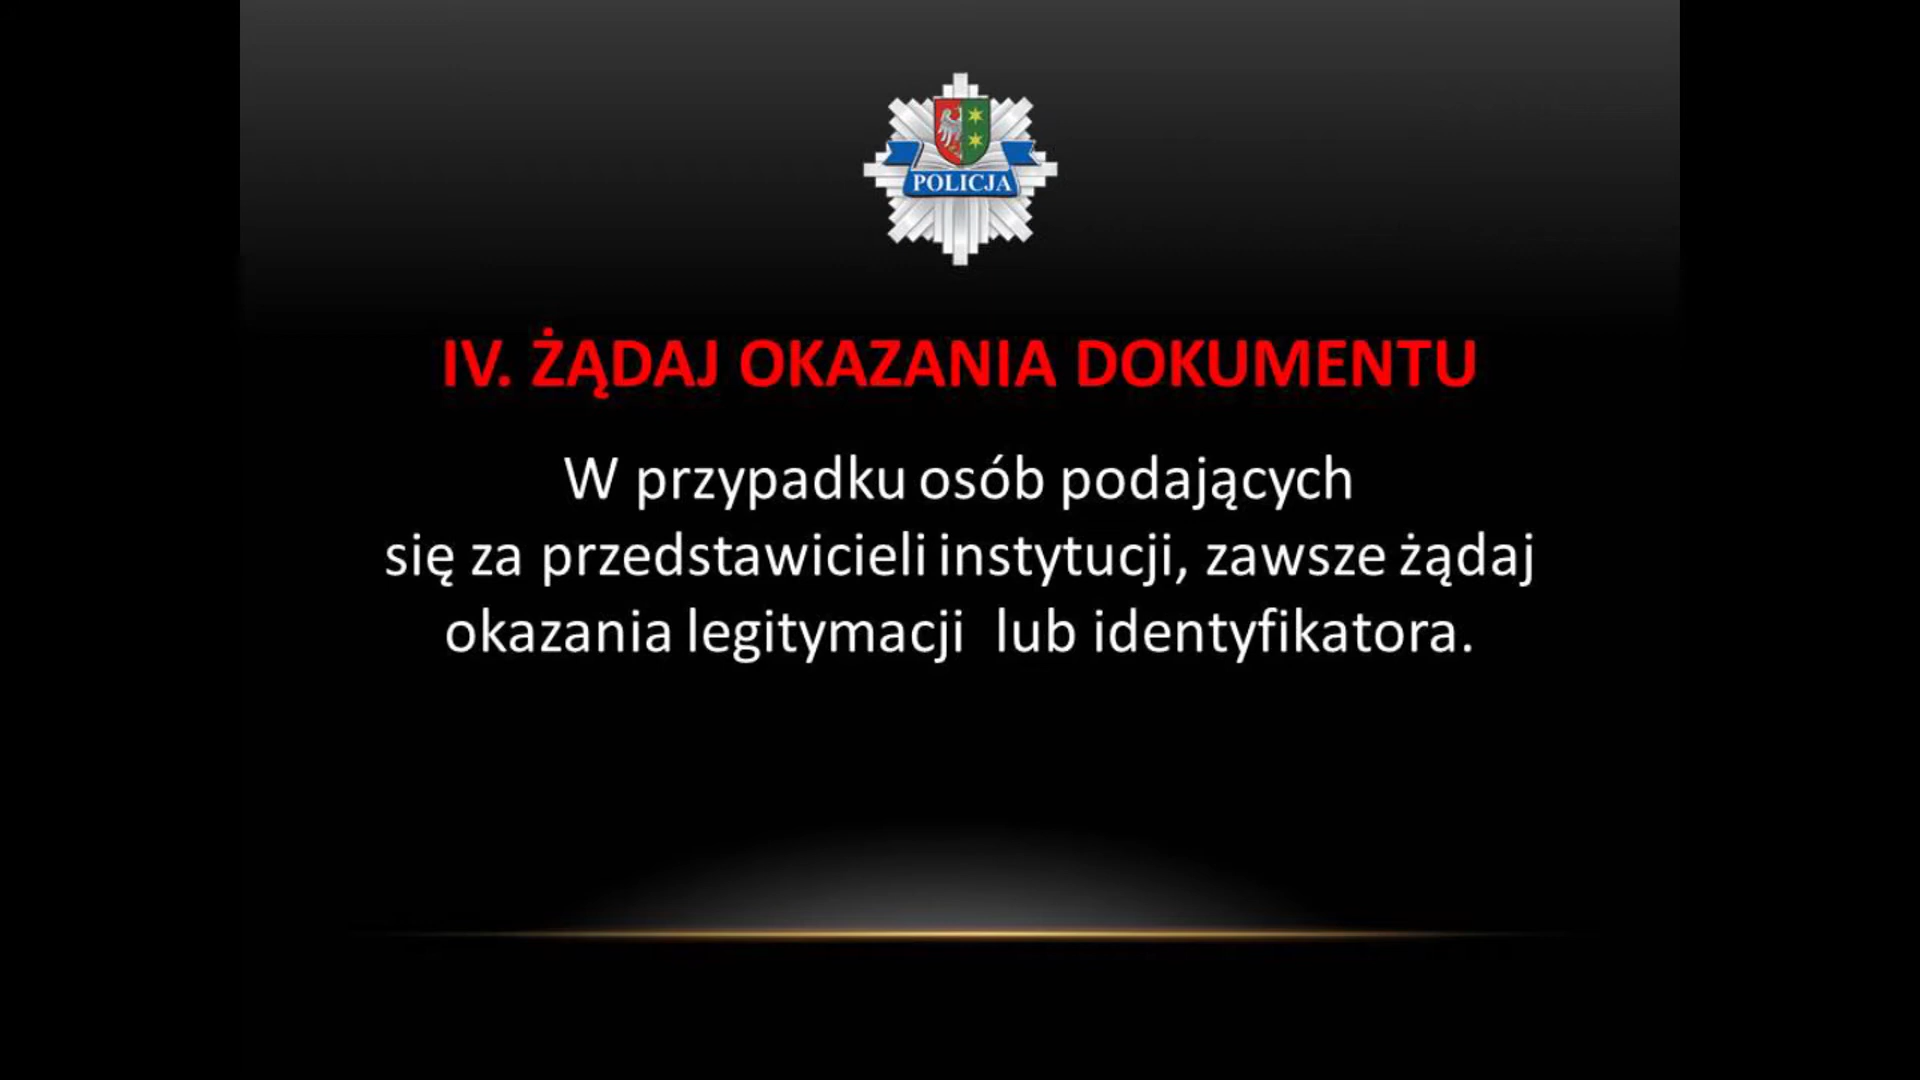 POLICJA
IV. ŻĄDAJ OKAZANIA DOKUMENTU
W przypadku osób podających
się za przedstawicieli instytucji, zawsze żądaj
okazania legitymacji  lub identyfikatora.